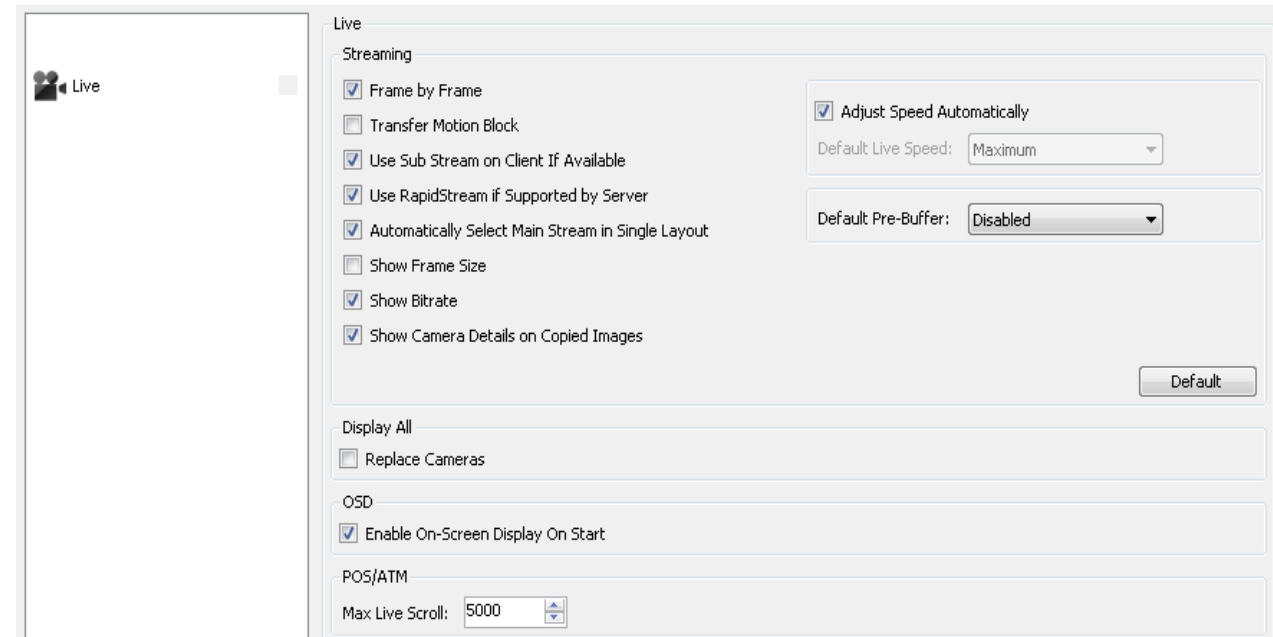 Live
Live
Streaming
Frame by Frame
Transfer Motion Block
Use Sub Stream on Client If Available
Use RapidStream if Supported by Server
Automatically Select Main Stream in Single Layout
Show Frame Size
Show Bitrate
Show Camera Details on Copied Images
Adjust Speed Automatically
Default Live Speed: Maximum
Default Pre-Buffer: Disabled
Default
Display All
Replace Cameras
OSD
Enable On-Screen Display On Start
POS/ATM
Max Live Scroll: 5000